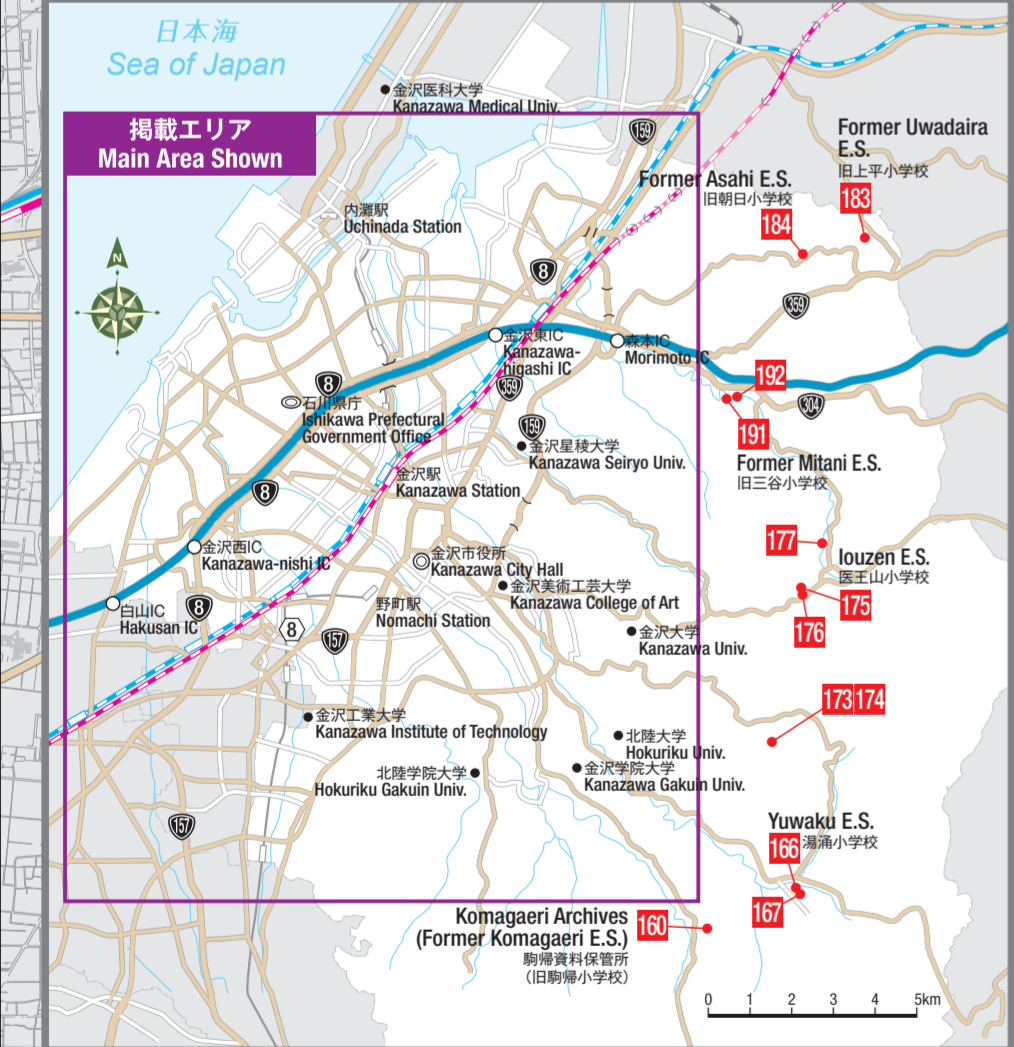 日本海
Sea of Japan
金沢医科大学
Kanazawa Medical Univ.
掲載エリア
Main Area Shown
159
Former Uwadaira
E.S.
旧上平小学校
183
Former Asahi E.S.
旧朝日小学校
184
内灘駅
Uchinada Station
N
8
359
金沢東IC
Kanazawa-
higashi IC
森本IC
Morimoto IC
8
359
192
304
石川県庁
Ishikawa Prefectural
Government Office
159
191
金沢星稜大学
Kanazawa Seiryo Univ.
Former Mitani E.S.
旧三谷小学校
金沢駅
Kanazawa Station
8
金沢西IC
Kanazawa-nishi IC
金沢市役所
Kanazawa City Hall
177
Iouzen E.S.
医王山小学校
175
176
金沢美術工芸大学
Kanazawa College of Art
白山IC
Hakusan IC
8
野町駅
Nomachi Station
8
157
金沢大学
Kanazawa Univ.
173 174
金沢工業大学
Kanazawa Institute of Technology
北陸大学
Hokuriku Univ.
北陸学院大学
Hokuriku Gakuin Univ.
金沢学院大学
Kanazawa Gakuin Univ.
157
Yuwaku E.S.
湯涌小学校
166
167
Komagaeri Archives
(Former Komagaeri E.S.)
駒帰資料保管所
（旧駒帰小学校）
160
0 1 2 3 4 5km